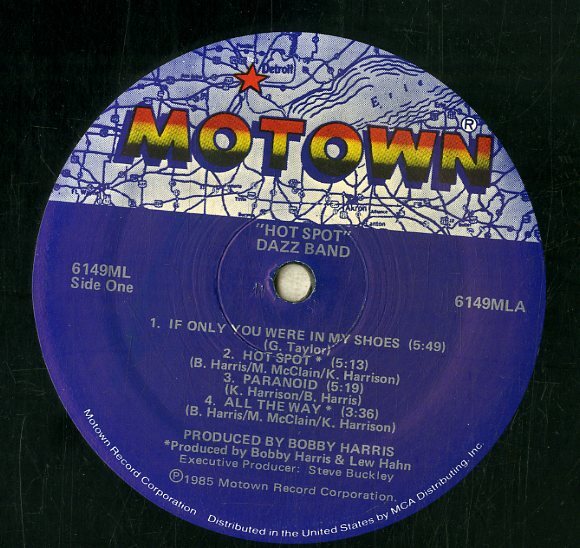 Detroit
Erie
MOTOWN®
Akron
Canton
"HOT SPOT"
DAZZ BAND
6149ML
Side One
6149MLA
1. IF ONLY YOU WERE IN MY SHOES (5:49)
(G. Taylor)
2. HOT SPOT * (5:13)
(B. Harris/M. McClain/K. Harrison)
3. PARANOID (5:19)
(K. Harrison/B. Harris)
4. ALL THE WAY * (3:36)
(B. Harris/M. McClain/K. Harrison)
PRODUCED BY BOBBY HARRIS
*Produced by Bobby Harris & Lew Hahn
Executive Producer: Steve Buckley
℗1985 Motown Record Corporation.
Motown Record Corporation Distributed in the United States by MCA Distributing, Inc.